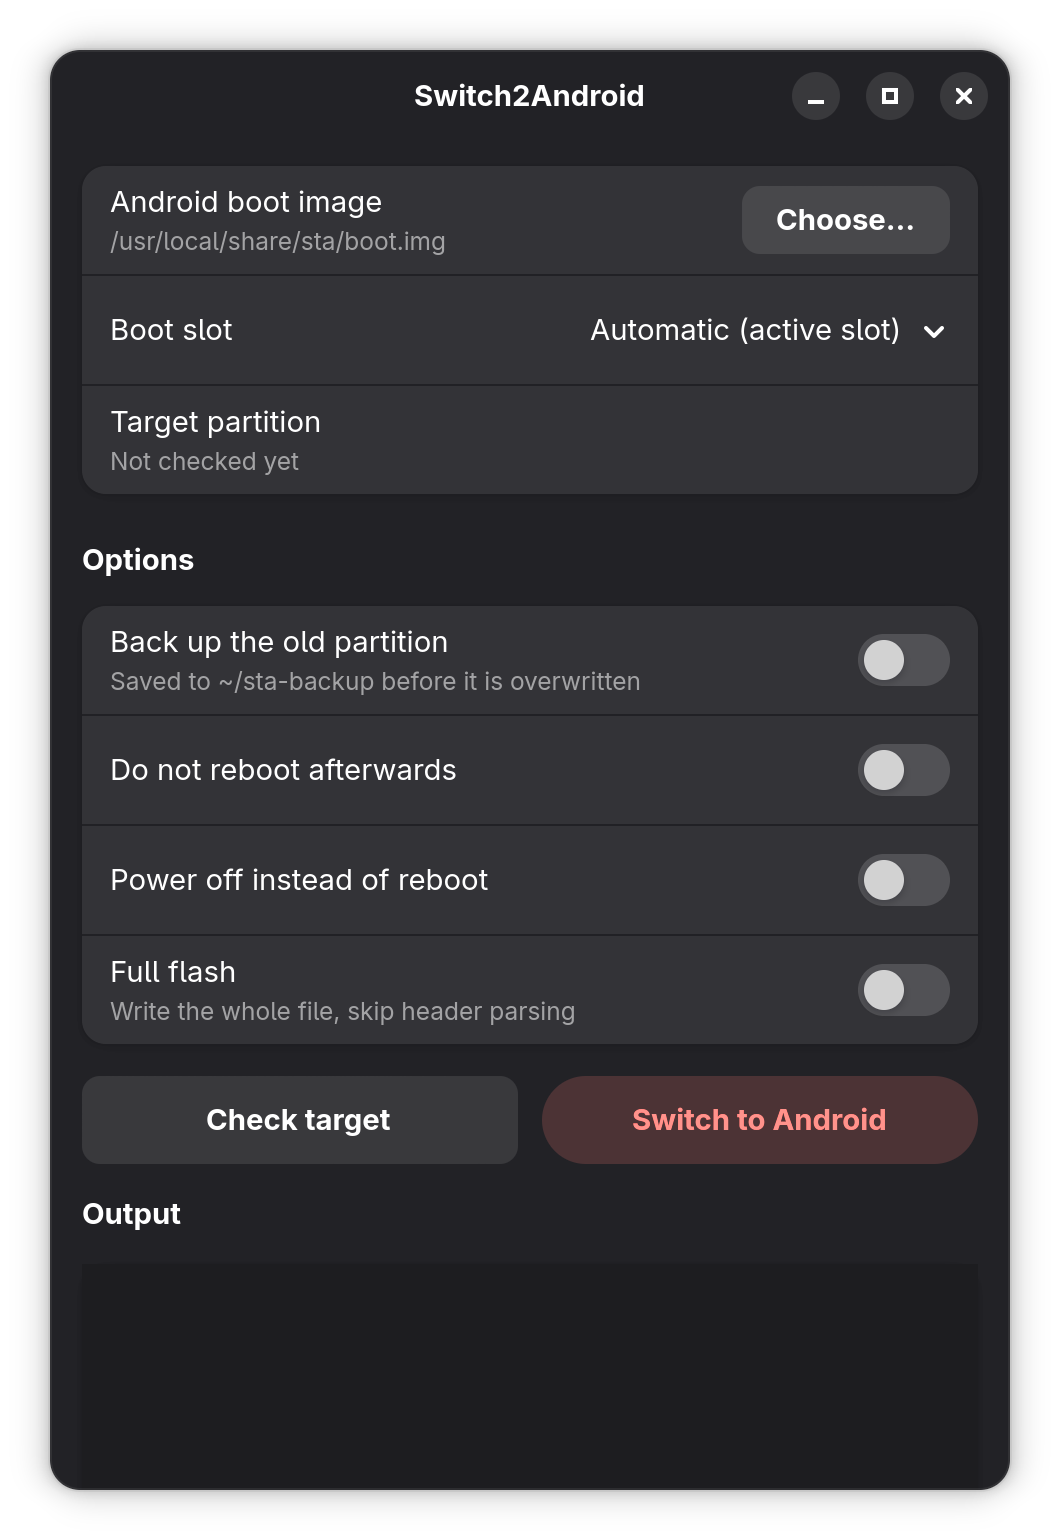 Switch2Android
Android boot image
/usr/local/share/sta/boot.img
Choose...
Boot slot
Automatic (active slot)
Target partition
Not checked yet
Options
Back up the old partition
Saved to ~/sta-backup before it is overwritten
Do not reboot afterwards
Power off instead of reboot
Full flash
Write the whole file, skip header parsing
Check target
Switch to Android
Output